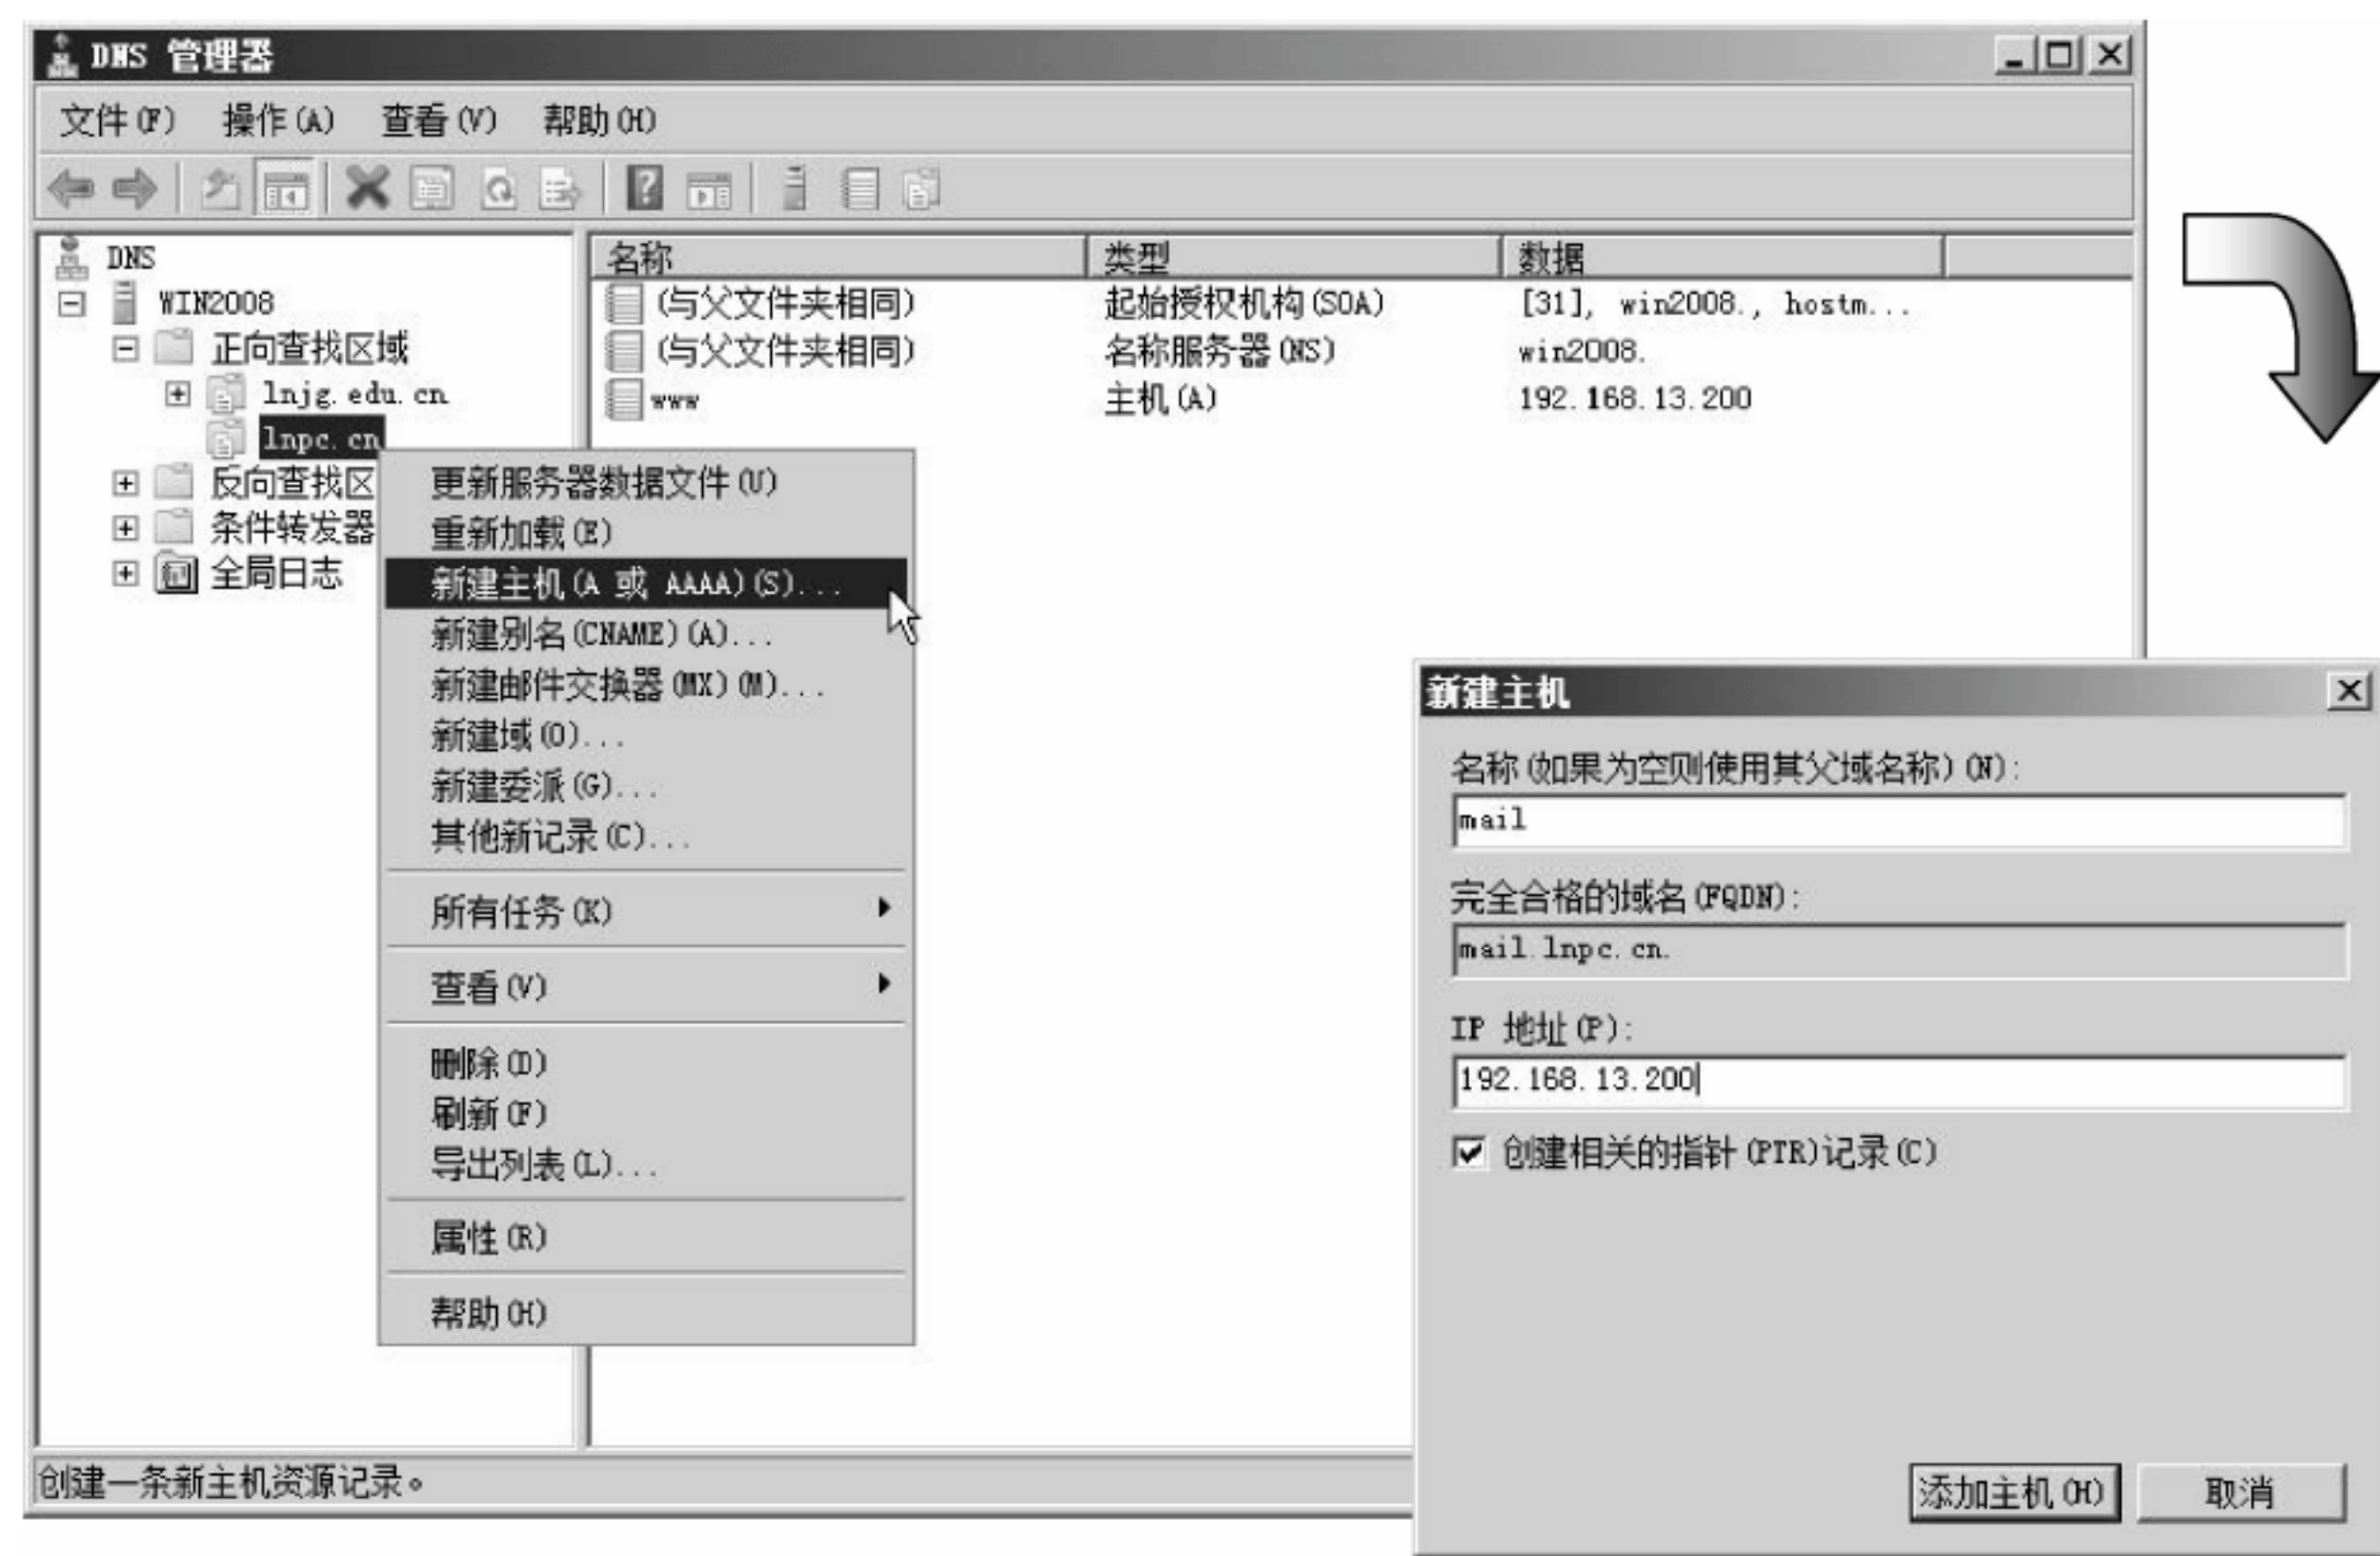 DNS 管理器
文件(F) 操作(A) 查看(V) 帮助(H)
DNS
WIN2008
正向查找区域
lnjg.edu.cn
lnpc.cn
反向查找区
条件转发器
全局日志
名称 类型 数据
(与父文件夹相同) 起始授权机构(SOA) [31], win2008., hostm...
(与父文件夹相同) 名称服务器(NS) win2008.
www 主机(A) 192.168.13.200
更新服务器数据文件(U)
重新加载(E)
新建主机(A 或 AAAA)(S)...
新建别名(CNAME)(A)...
新建邮件交换器(MX)(M)...
新建域(O)...
新建委派(G)...
其他新记录(C)...
所有任务(K)
查看(V)
删除(D)
刷新(F)
导出列表(L)...
属性(R)
帮助(H)
创建一条新主机资源记录。
新建主机
名称(如果为空则使用其父域名称)(N):
mail
完全合格的域名(FQDN):
mail.lnpc.cn.
IP 地址(P):
192.168.13.200
创建相关的指针(PTR)记录(C)
添加主机(H) 取消